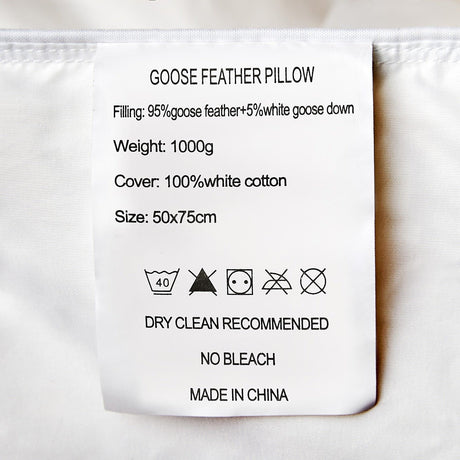 GOOSE FEATHER PILLOW
Filling: 95%goose feather+5%white goose down
Weight: 1000g
Cover: 100%white cotton
Size: 50x75cm
40
DRY CLEAN RECOMMENDED
NO BLEACH
MADE IN CHINA